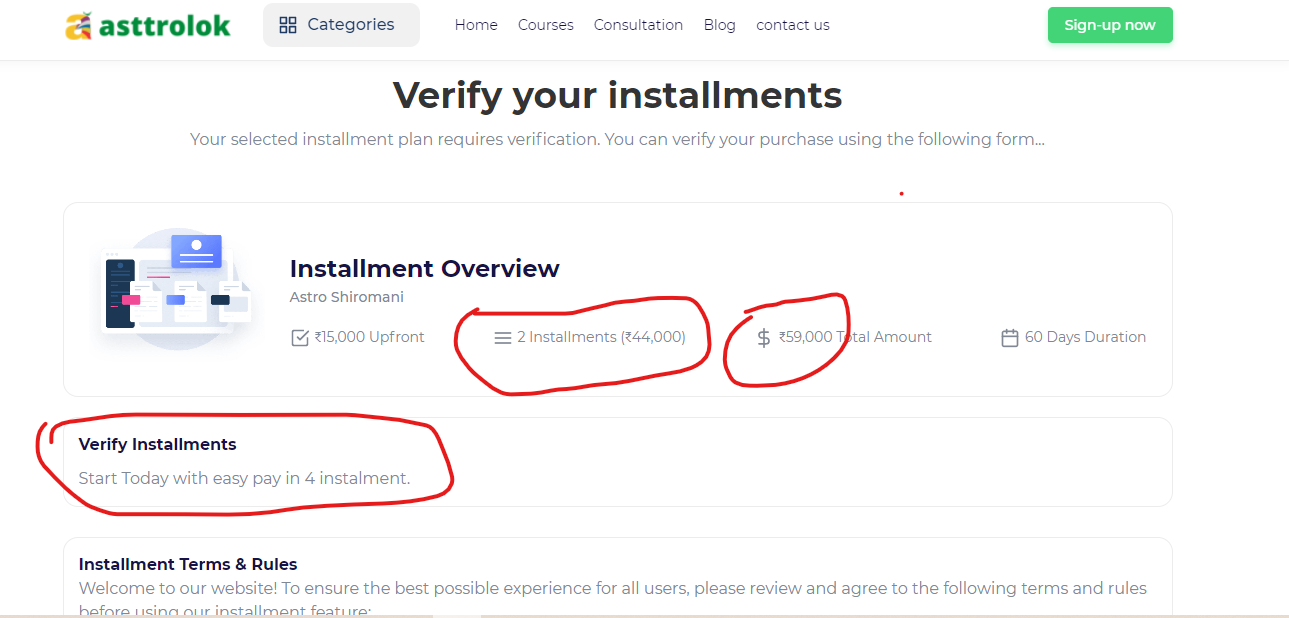 asttrolok Categories Home Courses Consultation Blog contact us Sign-up now
Verify your installments
Your selected installment plan requires verification. You can verify your purchase using the following form...
Installment Overview
Astro Shiromani
₹15,000 Upfront 2 Installments (₹44,000) $ ₹59,000 Total Amount 60 Days Duration
Verify Installments
Start Today with easy pay in 4 instalment.
Installment Terms & Rules
Welcome to our website! To ensure the best possible experience for all users, please review and agree to the following terms and rules
before using our installment feature: